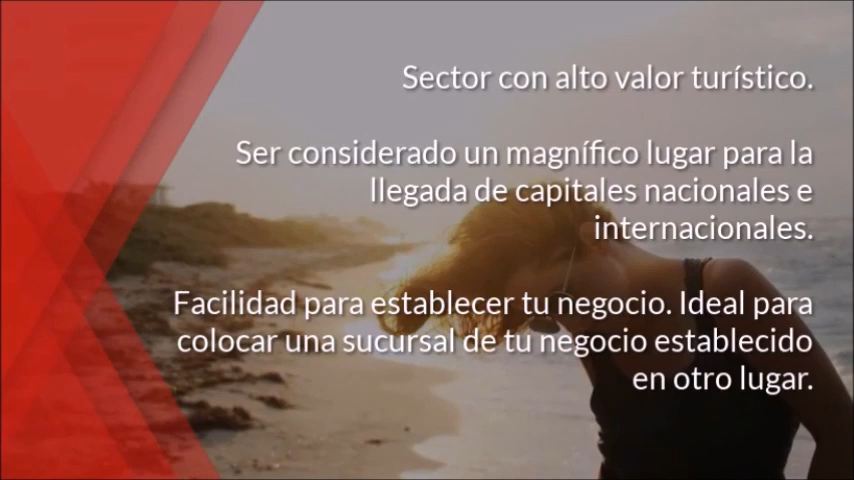 Sector con alto valor turístico.
Ser considerado un magnífico lugar para la
llegada de capitales nacionales e
internacionales.
Facilidad para establecer tu negocio. Ideal para
colocar una sucursal de tu negocio establecido
en otro lugar.